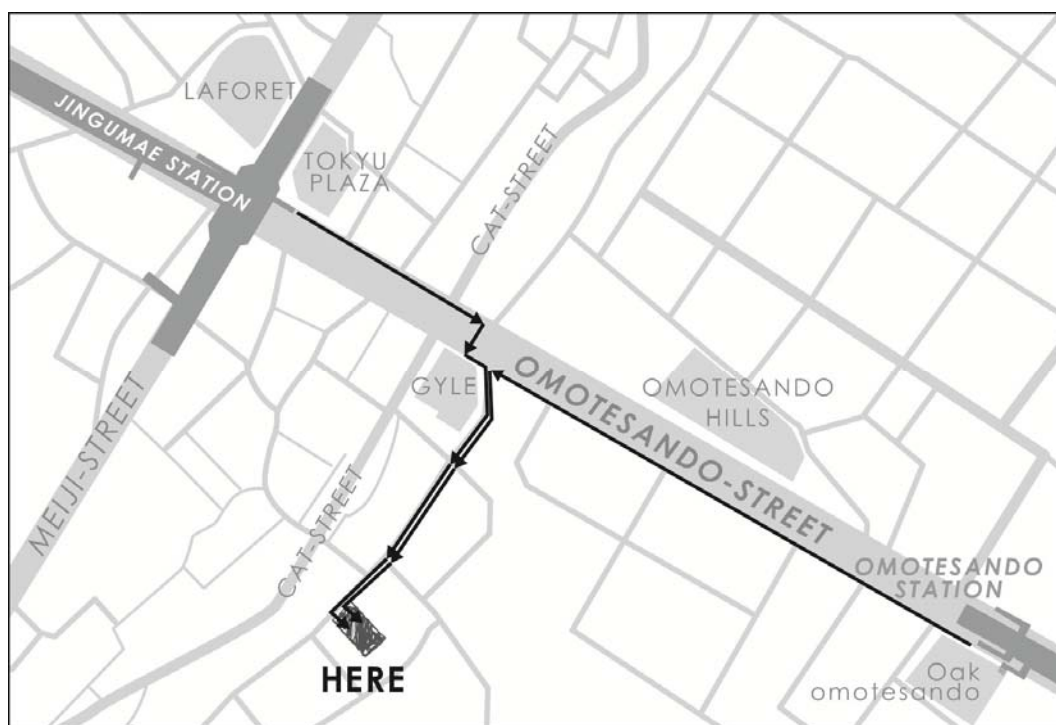 LAFORET
JINGUMAE STATION
TOKYU
PLAZA
CAT-STREET
GYLE
OMOTESANDO
HILLS
OMOTESANDO-STREET
MEIJI-STREET
CAT-STREET
OMOTESANDO
STATION
HERE
Oak
omotesando